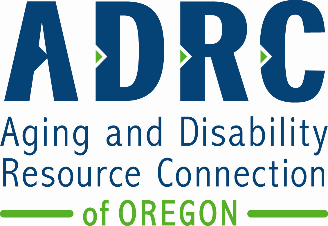 ADRC
Aging and Disability
Resource Connection
of OREGON